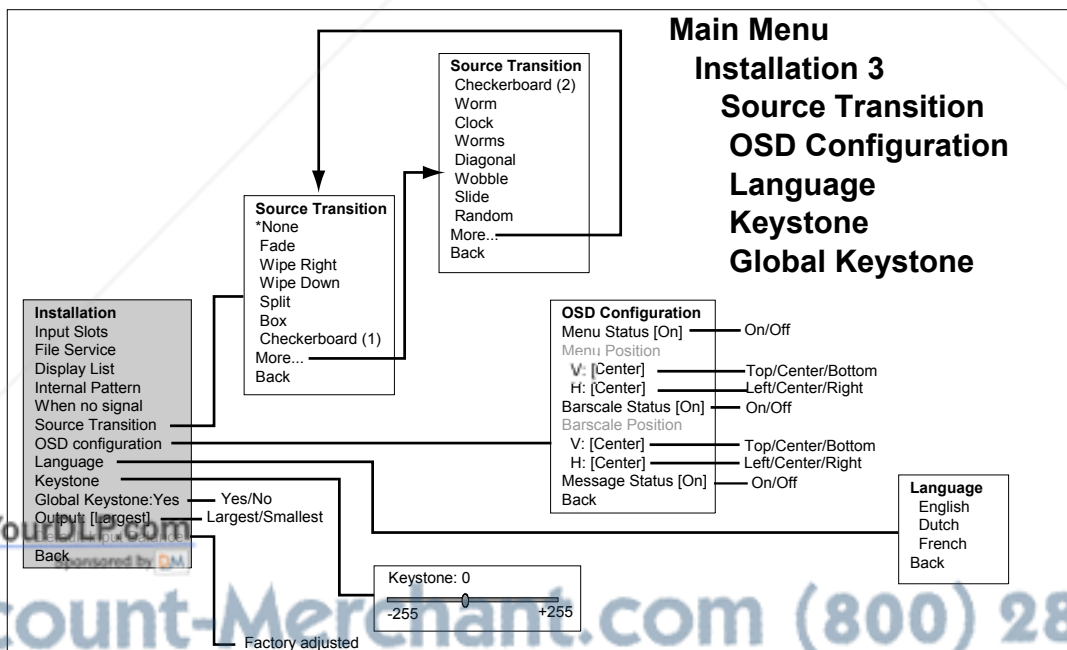 Main Menu
Installation 3
Source Transition
OSD Configuration
Language
Keystone
Global Keystone
Source Transition
Checkerboard (2)
Worm
Clock
Worms
Diagonal
Wobble
Slide
Random
More...
Back
Source Transition
*None
Fade
Wipe Right
Wipe Down
Split
Box
Checkerboard (1)
More...
Back
Installation
Input Slots
File Service
Display List
Internal Pattern
When no signal
Source Transition
OSD configuration
Language
Keystone
Global Keystone:Yes
Yes/No
Output: [Largest]
Largest/Smallest
Default Input Balance
Back
Factory adjusted
OSD Configuration
Menu Status [On]
On/Off
Menu Position
V: [Center]
Top/Center/Bottom
H: [Center]
Left/Center/Right
Barscale Status [On]
On/Off
Barscale Position
V: [Center]
Top/Center/Bottom
H: [Center]
Left/Center/Right
Message Status [On]
On/Off
Back
Language
English
Dutch
French
Back
Keystone: 0
-255 +255
YourDLP.com
Sponsored by DM
count-Merchant.com (800) 28